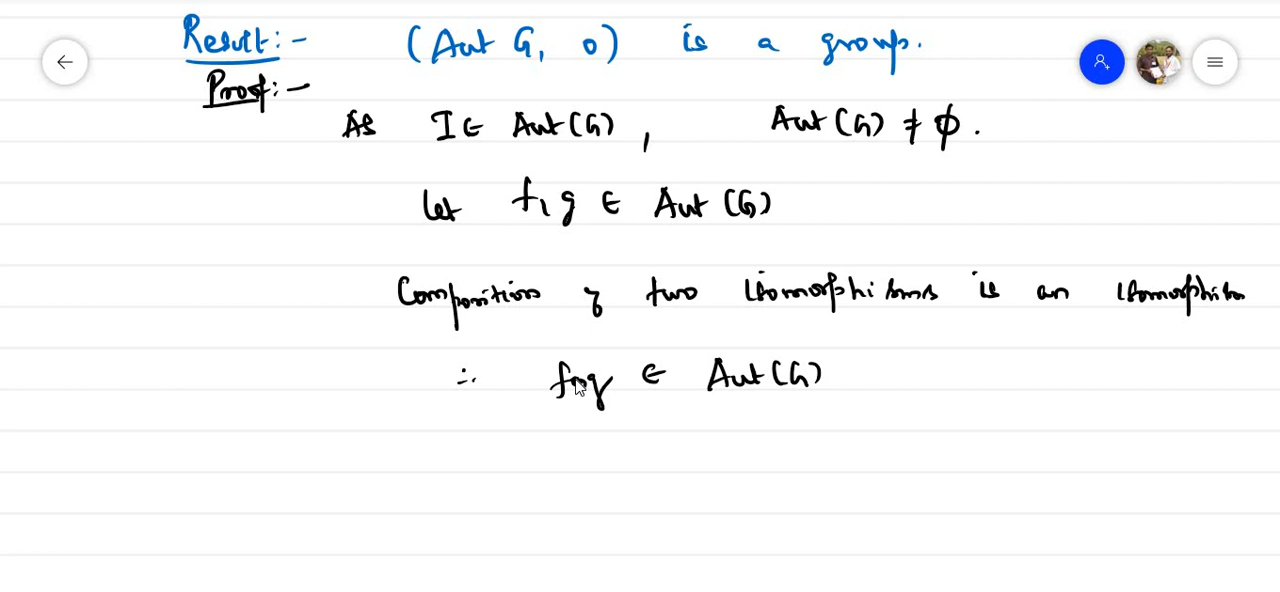 Result:- (Aut G, o) is a group.
Proof:-
As I ∈ Aut(G), Aut(G) ≠ ϕ.
let f, g ∈ Aut(G)
Composition of two isomorphisms is an isomorphism
∴ fog ∈ Aut(G)